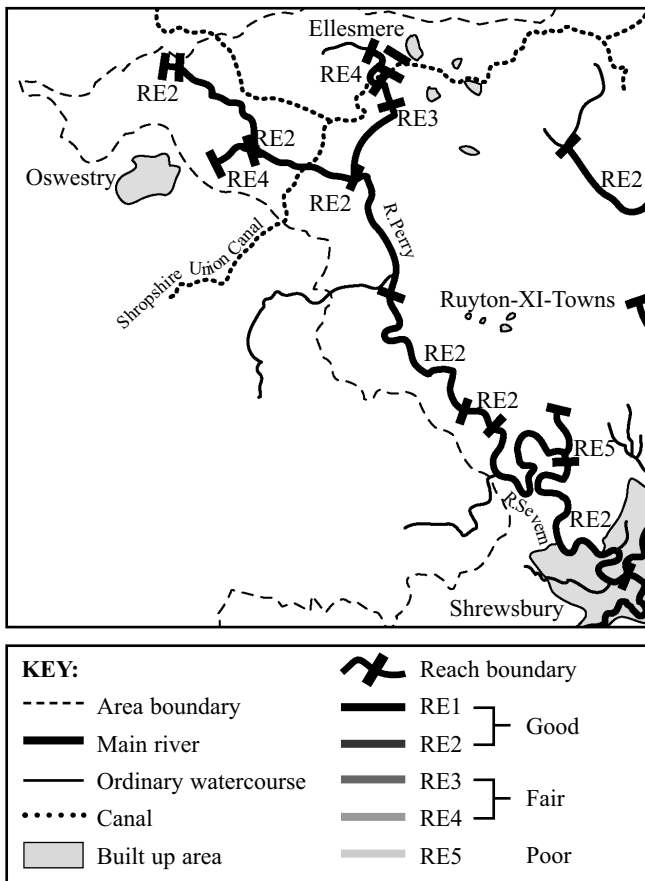 Ellesmere
RE4
RE2
RE3
RE2
Oswestry
RE4
RE2
RE2
R. Perry
Shropshire Union Canal
Ruyton-XI-Towns
RE2
RE2
RE5
RE2
R.Severn
Shrewsbury
KEY:
Area boundary
Main river
Ordinary watercourse
Canal
Built up area
Reach boundary
RE1
RE2
Good
RE3
RE4
Fair
RE5
Poor